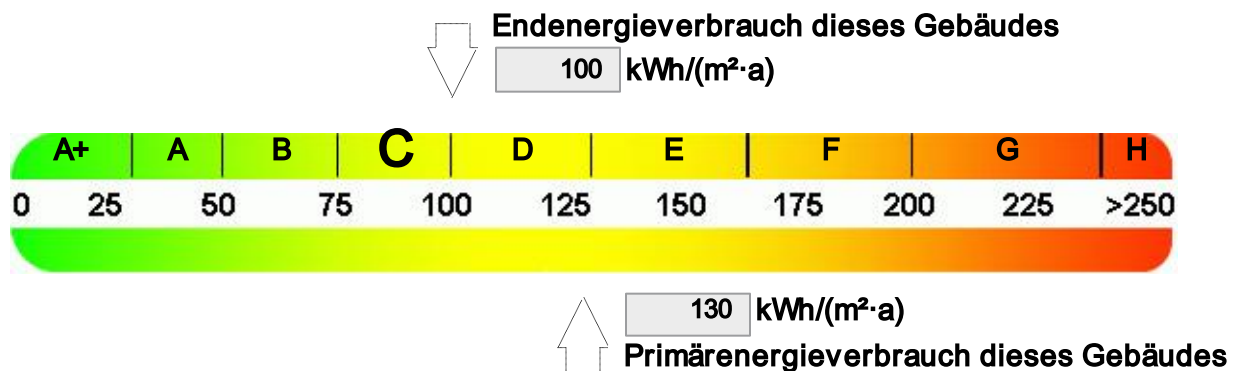 Endenergieverbrauch dieses Gebäudes
100 kWh/(m²·a)
A+ A B C D E F G H
0 25 50 75 100 125 150 175 200 225 >250
130 kWh/(m²·a)
Primärenergieverbrauch dieses Gebäudes